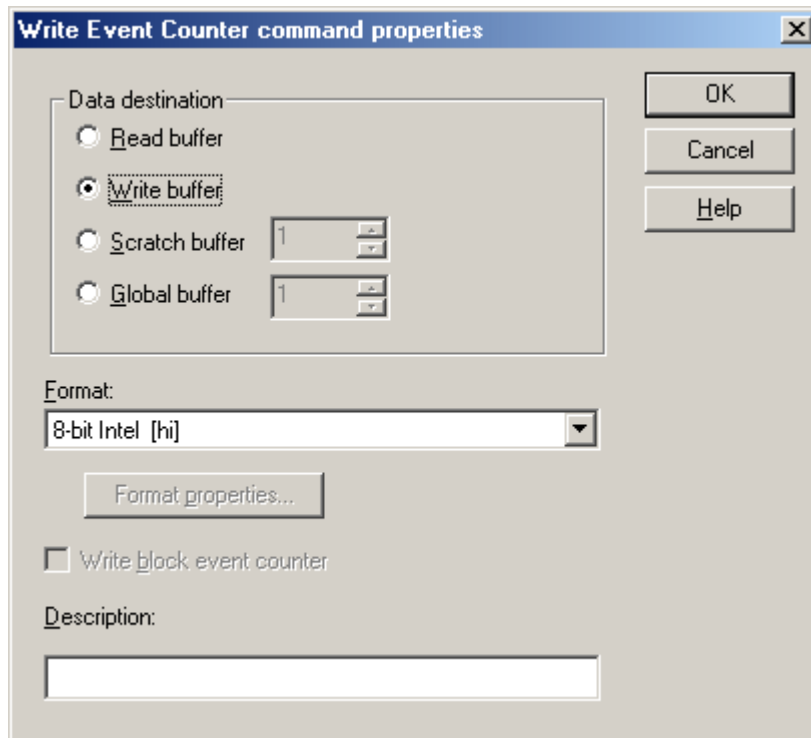 Write Event Counter command properties
Data destination
Read buffer
Write buffer
Scratch buffer 1
Global buffer 1
OK
Cancel
Help
Format:
8-bit Intel [hi]
Format properties...
Write block event counter
Description: